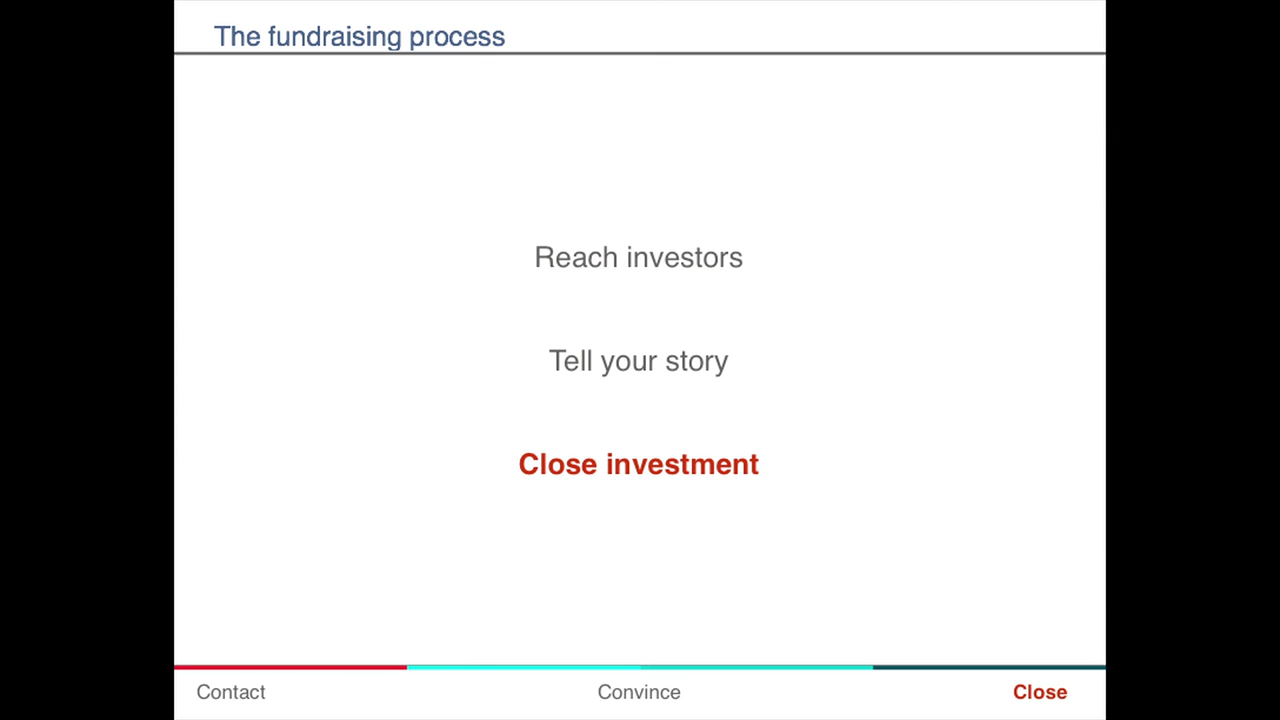 The fundraising process
Reach investors
Tell your story
Close investment
Contact
Convince
Close